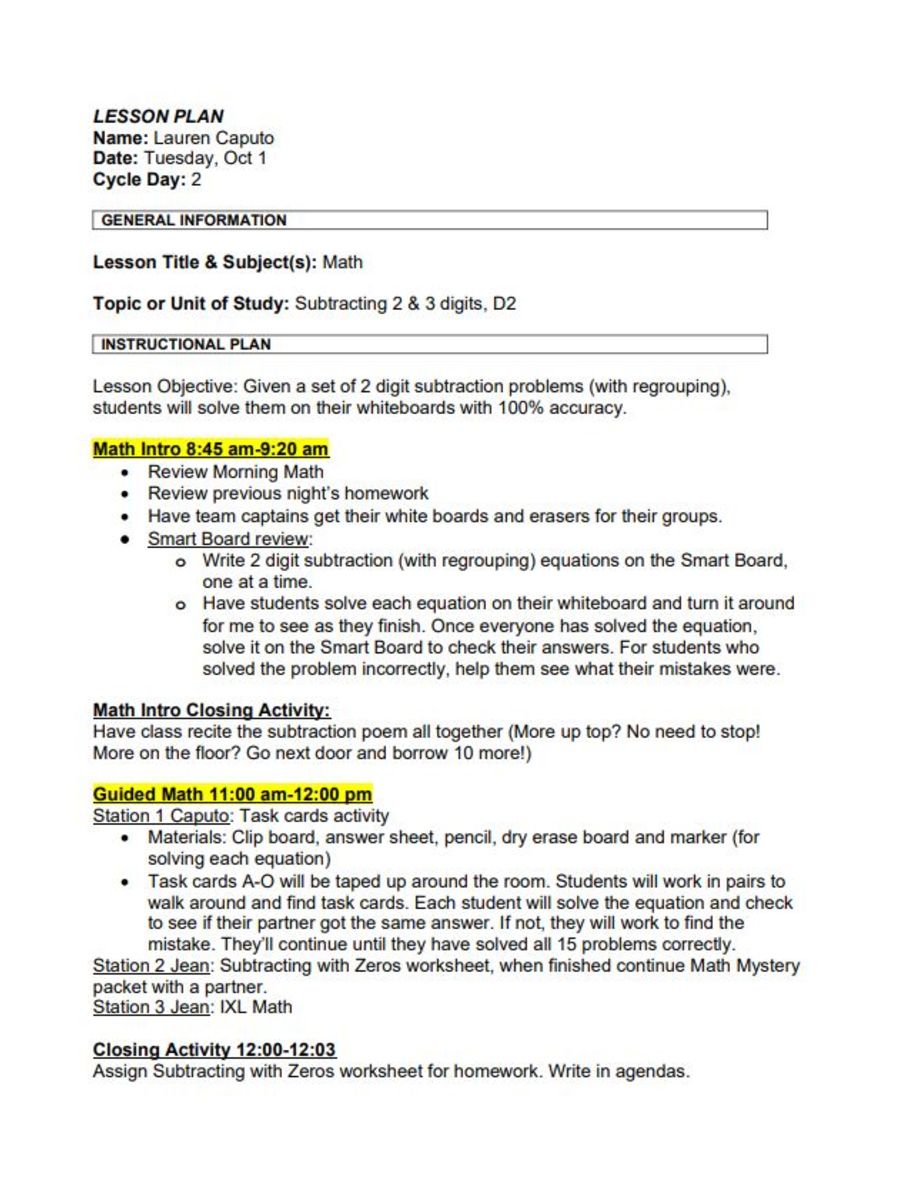 LESSON PLAN
Name: Lauren Caputo
Date: Tuesday, Oct 1
Cycle Day: 2
GENERAL INFORMATION
Lesson Title & Subject(s): Math
Topic or Unit of Study: Subtracting 2 & 3 digits, D2
INSTRUCTIONAL PLAN
Lesson Objective: Given a set of 2 digit subtraction problems (with regrouping),
students will solve them on their whiteboards with 100% accuracy.
Math Intro 8:45 am-9:20 am
• Review Morning Math
• Review previous night's homework
• Have team captains get their white boards and erasers for their groups.
• Smart Board review:
o Write 2 digit subtraction (with regrouping) equations on the Smart Board,
one at a time.
o Have students solve each equation on their whiteboard and turn it around
for me to see as they finish. Once everyone has solved the equation,
solve it on the Smart Board to check their answers. For students who
solved the problem incorrectly, help them see what their mistakes were.
Math Intro Closing Activity:
Have class recite the subtraction poem all together (More up top? No need to stop!
More on the floor? Go next door and borrow 10 more!)
Guided Math 11:00 am-12:00 pm
Station 1 Caputo: Task cards activity
• Materials: Clip board, answer sheet, pencil, dry erase board and marker (for
solving each equation)
• Task cards A-O will be taped up around the room. Students will work in pairs to
walk around and find task cards. Each student will solve the equation and check
to see if their partner got the same answer. If not, they will work to find the
mistake. They'll continue until they have solved all 15 problems correctly.
Station 2 Jean: Subtracting with Zeros worksheet, when finished continue Math Mystery
packet with a partner.
Station 3 Jean: IXL Math
Closing Activity 12:00-12:03
Assign Subtracting with Zeros worksheet for homework. Write in agendas.